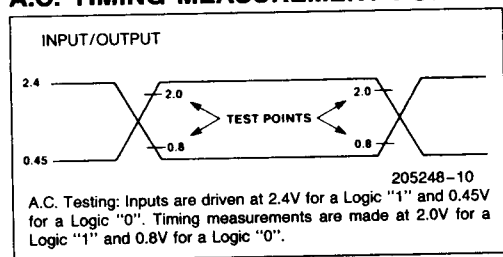 A.C. TIMING MEASUREMENT
INPUT/OUTPUT
2.4
2.0
2.0
TEST POINTS
0.8
0.8
0.45
205248-10
A.C. Testing: Inputs are driven at 2.4V for a Logic "1" and 0.45V
for a Logic "0". Timing measurements are made at 2.0V for a
Logic "1" and 0.8V for a Logic "0".